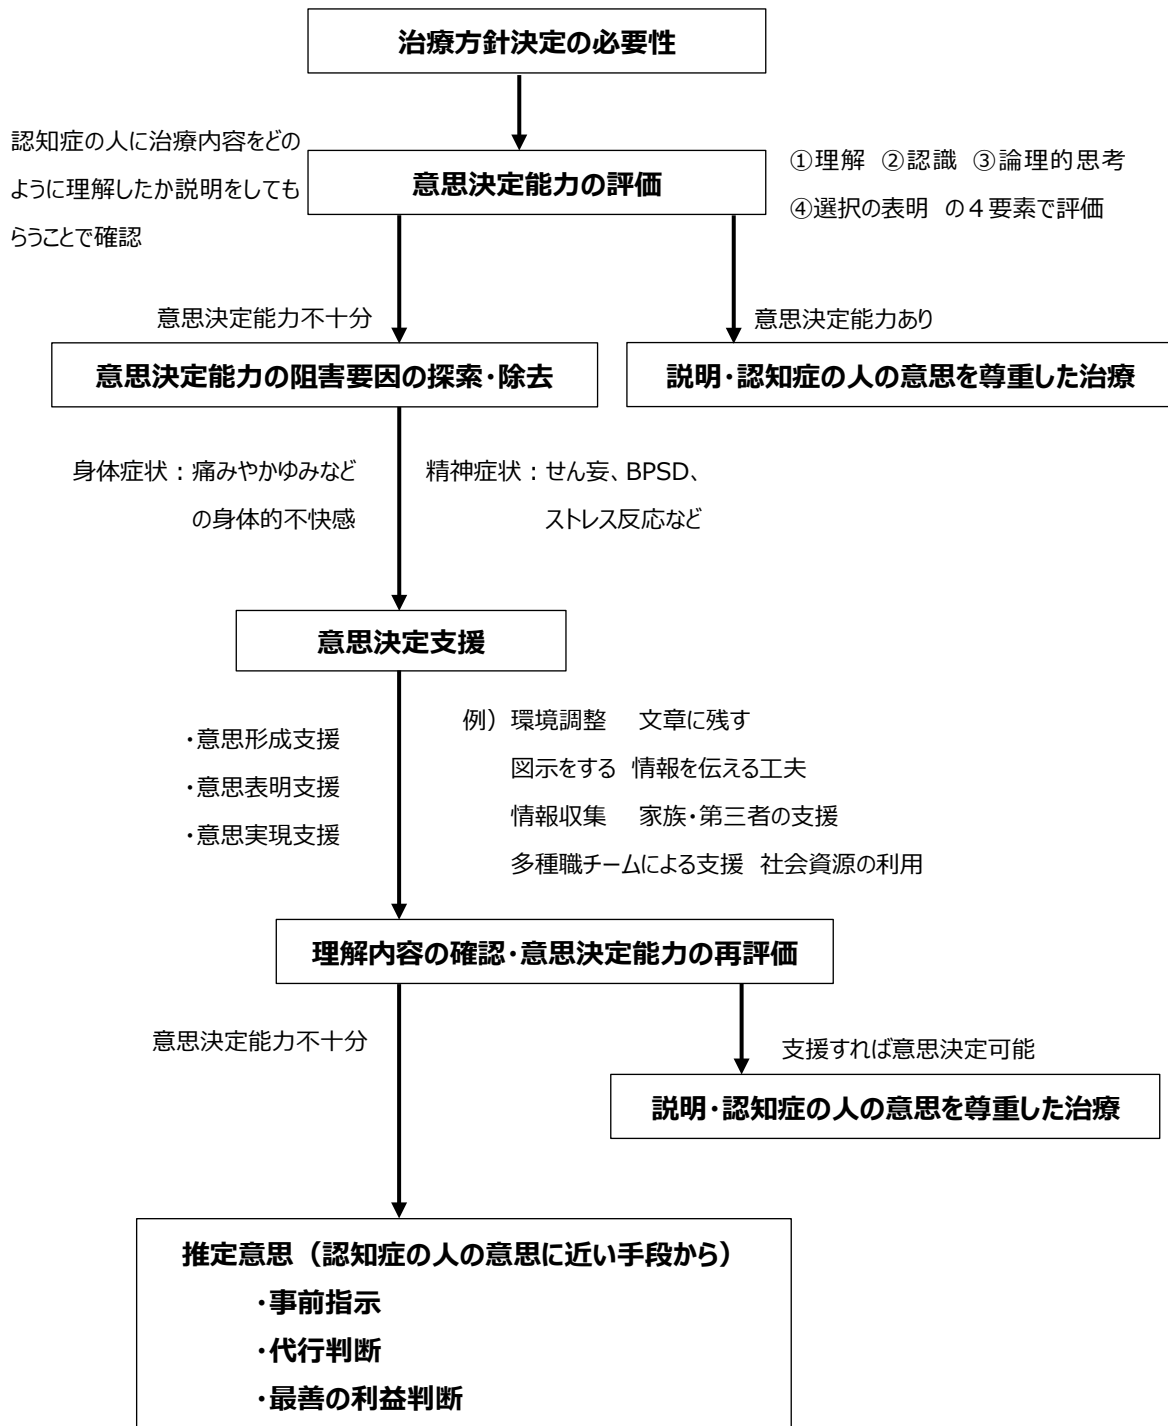 治療方針決定の必要性
認知症の人に治療内容をどの
ように理解したか説明をしても
らうことで確認
意思決定能力の評価
①理解 ②認識 ③論理的思考
④選択の表明 の４要素で評価
意思決定能力不十分
意思決定能力あり
意思決定能力の阻害要因の探索・除去
説明・認知症の人の意思を尊重した治療
身体症状：痛みやかゆみなど
の身体的不快感
精神症状：せん妄、BPSD、
ストレス反応など
意思決定支援
・意思形成支援
・意思表明支援
・意思実現支援
例）環境調整 文章に残す
図示をする 情報を伝える工夫
情報収集 家族・第三者の支援
多種職チームによる支援 社会資源の利用
理解内容の確認・意思決定能力の再評価
意思決定能力不十分
支援すれば意思決定可能
説明・認知症の人の意思を尊重した治療
推定意思（認知症の人の意思に近い手段から）
・事前指示
・代行判断
・最善の利益判断